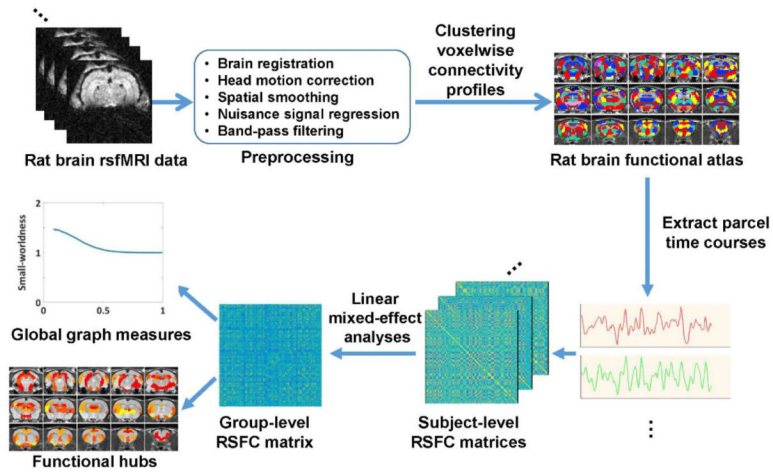 Rat brain rsfMRI data
• Brain registration
• Head motion correction
• Spatial smoothing
• Nuisance signal regression
• Band-pass filtering
Preprocessing
Clustering
voxelwise
connectivity
profiles
Rat brain functional atlas
Extract parcel
time courses
Subject-level
RSFC matrices
Linear
mixed-effect
analyses
Group-level
RSFC matrix
Small-worldness
2
1
0
0
0.5
1
Global graph measures
Functional hubs